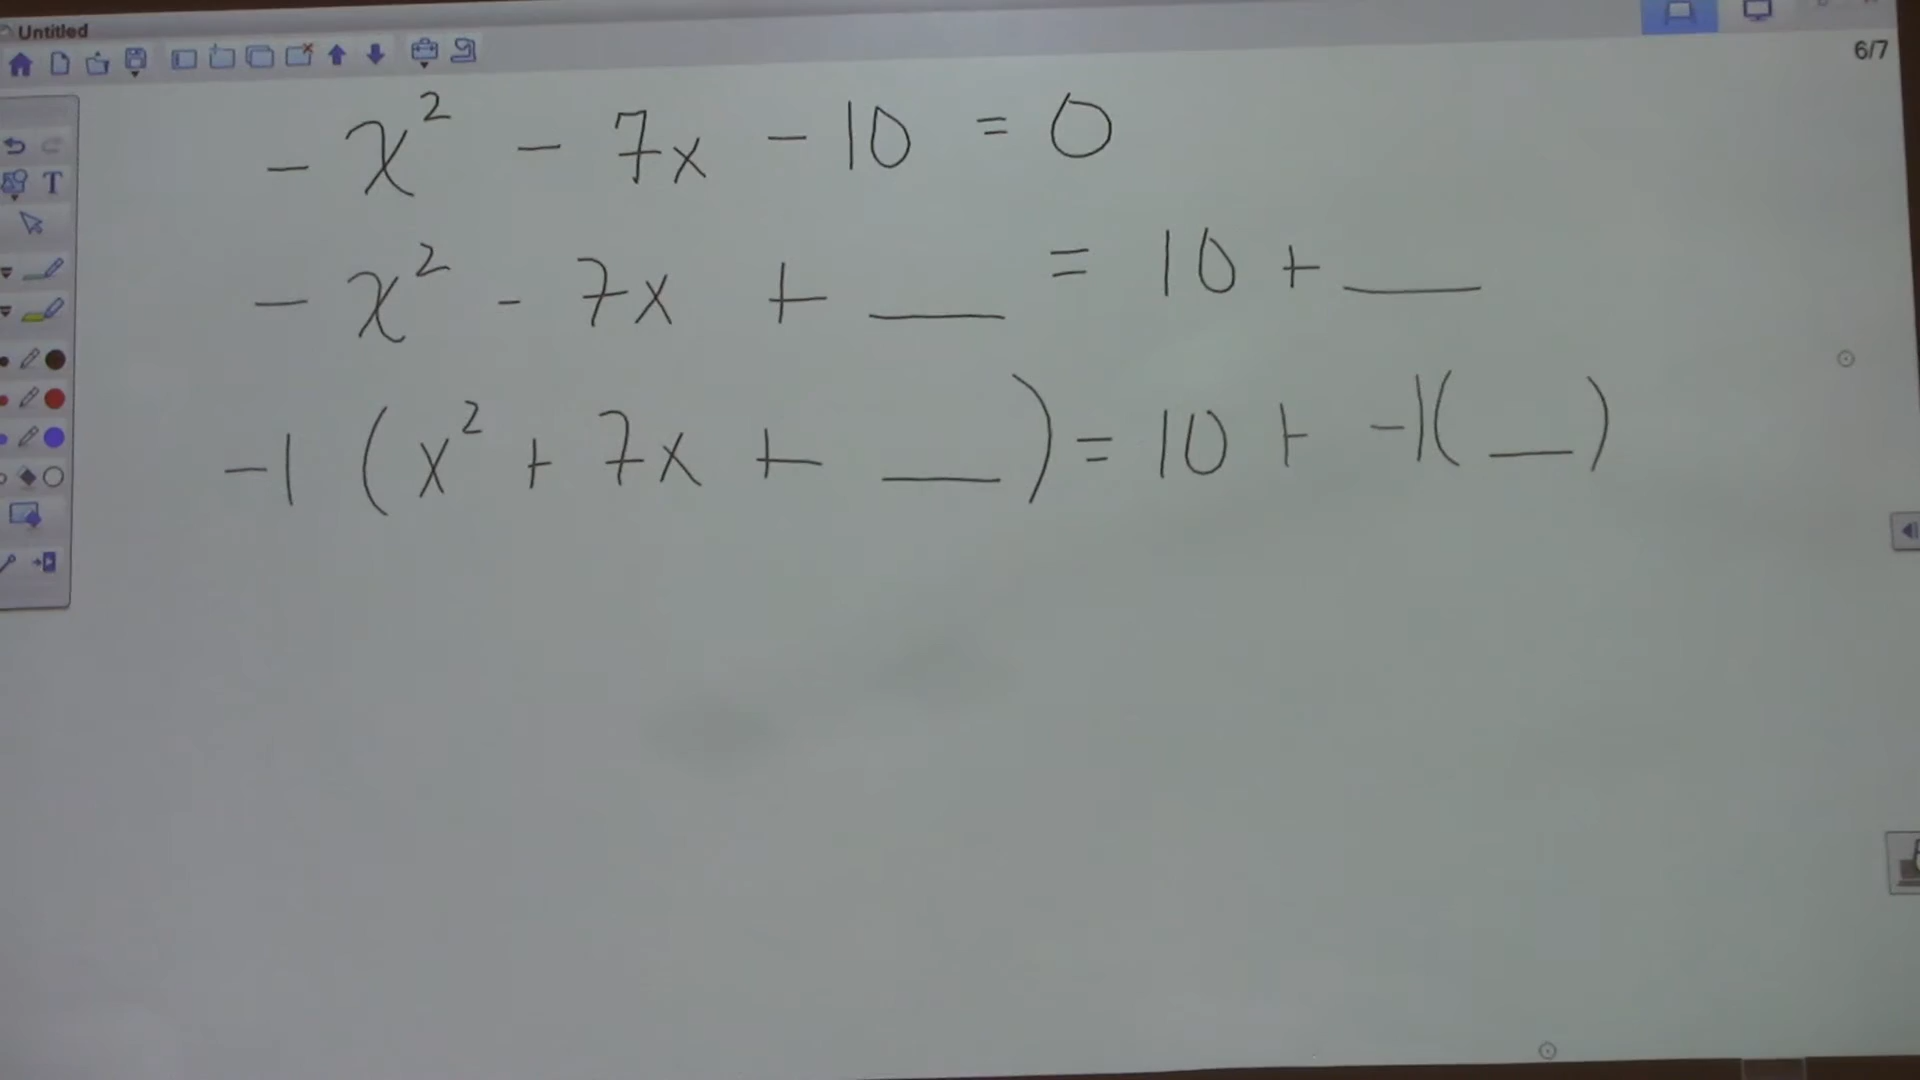 Untitled
6/7
T
- x² - 7x - 10 = 0
- x² - 7x + ___ = 10 + ___
-1 (x² + 7x + ___) = 10 + -1(___)